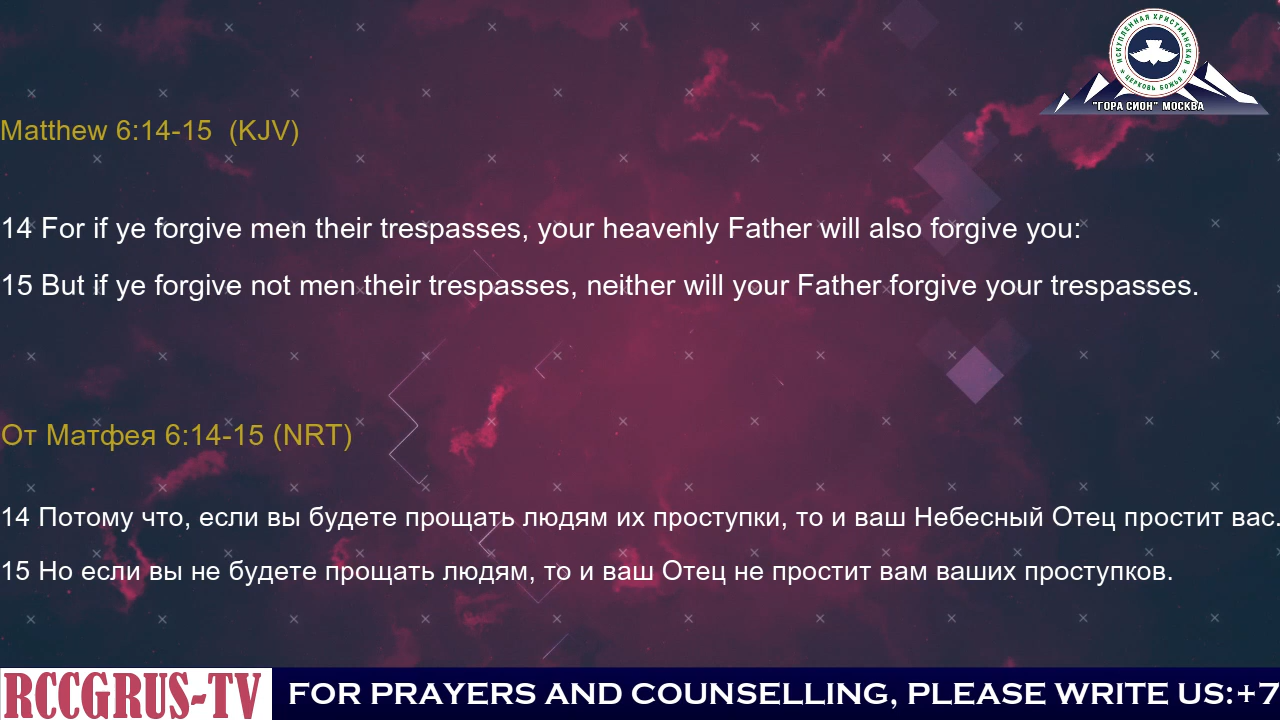 ИСКУПЛЕННАЯ ХРИСТИАНСКАЯ
ЦЕРКОВЬ БОЖЬЯ
"ГОРА СИОН" МОСКВА
Matthew 6:14-15 (KJV)
14 For if ye forgive men their trespasses, your heavenly Father will also forgive you:
15 But if ye forgive not men their trespasses, neither will your Father forgive your trespasses.
От Матфея 6:14-15 (NRT)
14 Потому что, если вы будете прощать людям их проступки, то и ваш Небесный Отец простит вас.
15 Но если вы не будете прощать людям, то и ваш Отец не простит вам ваших проступков.
RCCGRUS-TV
FOR PRAYERS AND COUNSELLING, PLEASE WRITE US:+7